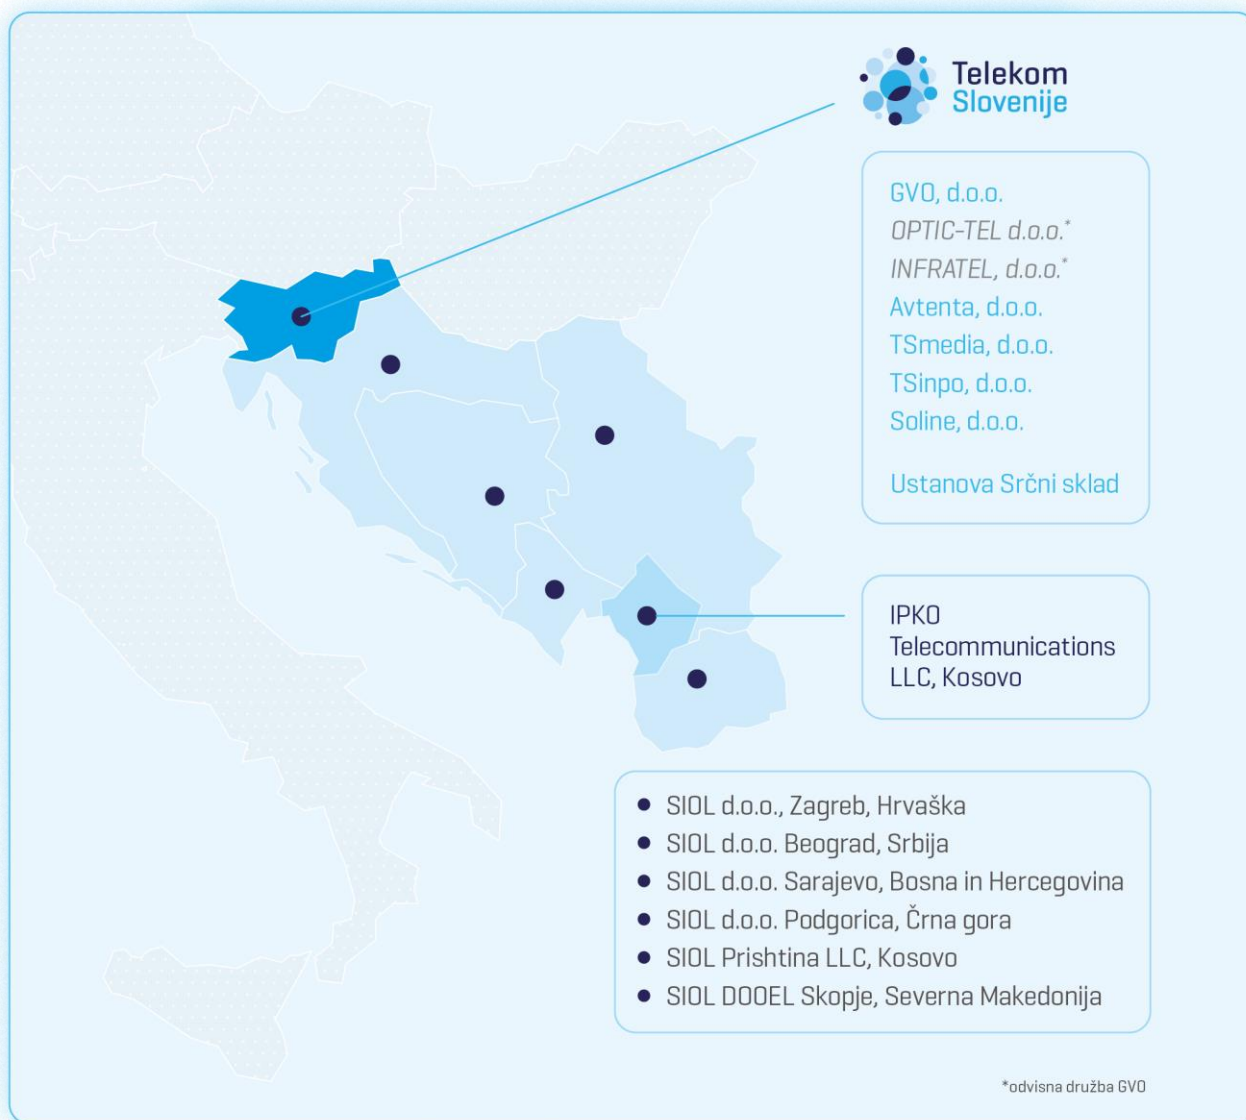 Telekom
Slovenije
GVO, d.o.o.
OPTIC-TEL d.o.o.*
INFRATEL, d.o.o.*
Avtenta, d.o.o.
TSmedia, d.o.o.
TSinpo, d.o.o.
Soline, d.o.o.
Ustanova Srčni sklad
IPKO
Telecommunications
LLC, Kosovo
SIOL d.o.o., Zagreb, Hrvaška
SIOL d.o.o. Beograd, Srbija
SIOL d.o.o. Sarajevo, Bosna in Hercegovina
SIOL d.o.o. Podgorica, Črna gora
SIOL Prishtina LLC, Kosovo
SIOL DOOEL Skopje, Severna Makedonija
*odvisna družba GVO